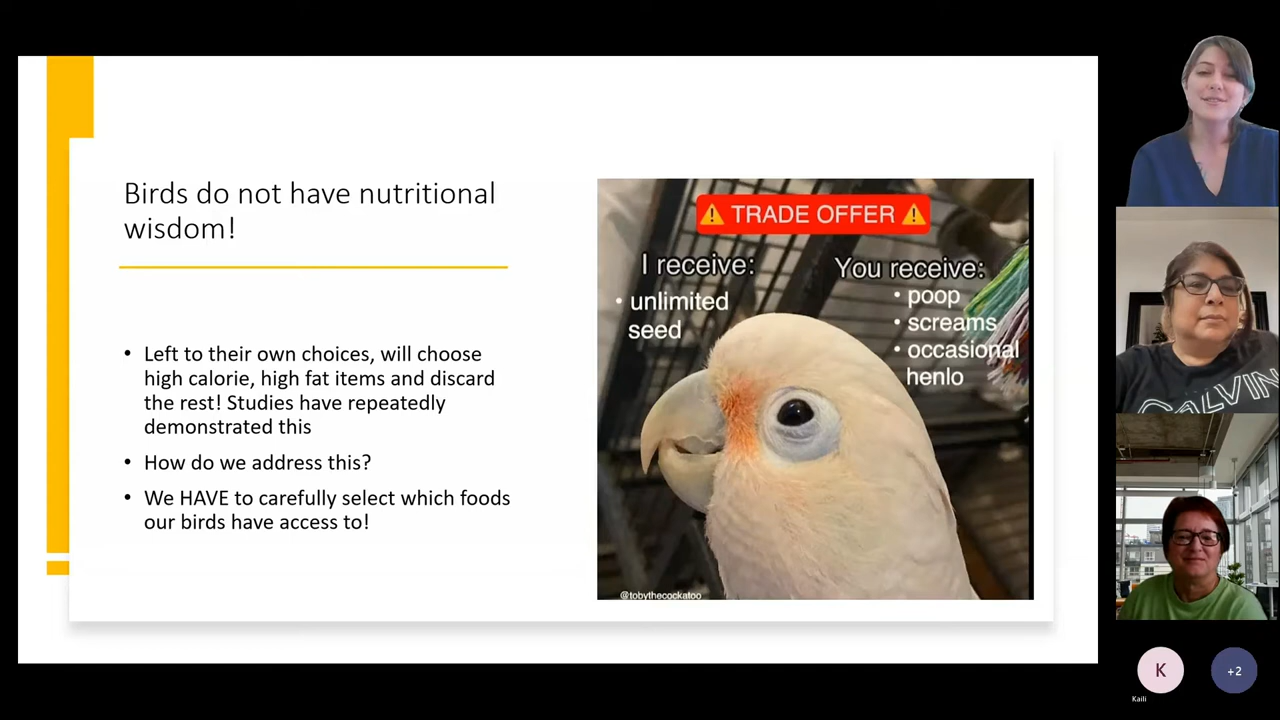 Birds do not have nutritional
wisdom!
• Left to their own choices, will choose
high calorie, high fat items and discard
the rest! Studies have repeatedly
demonstrated this
• How do we address this?
• We HAVE to carefully select which foods
our birds have access to!
TRADE OFFER
I receive:
• unlimited
seed
You receive:
• poop
• screams
• occasional
henlo
@tobythecockatoo
CALVIN
K
+2
Kaili